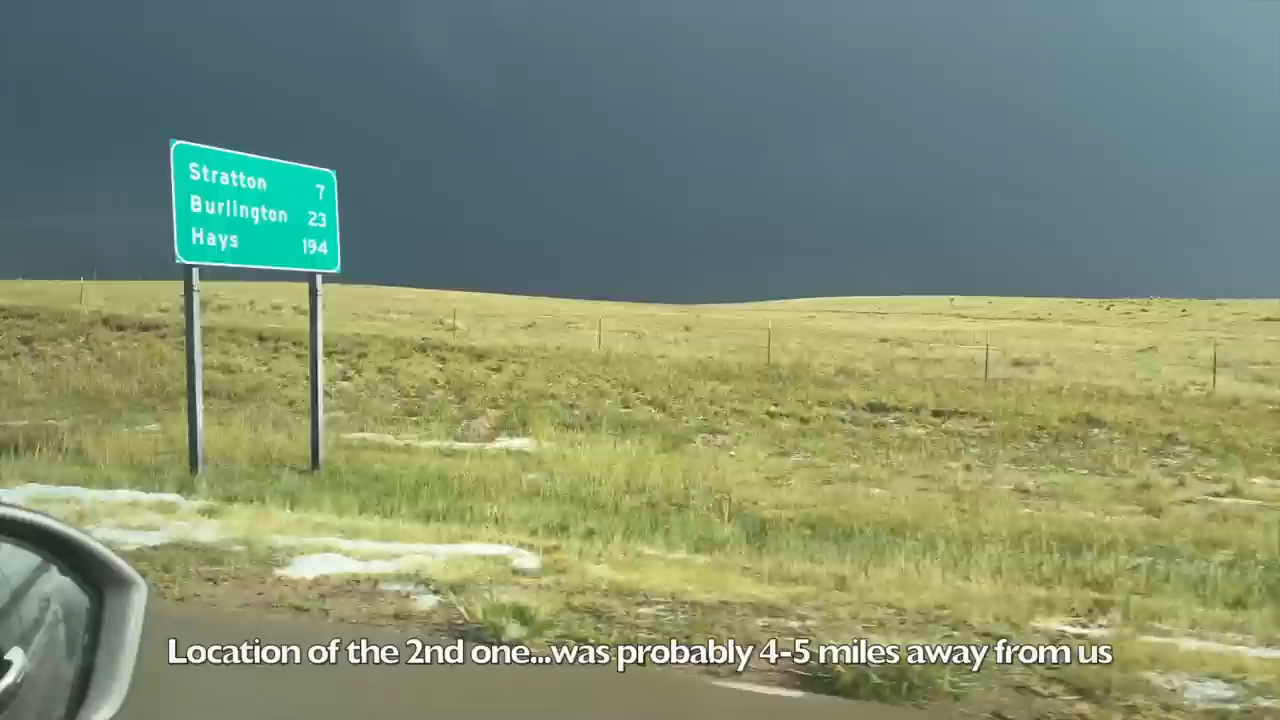 Stratton 7
Burlington 23
Hays 194
Location of the 2nd one...was probably 4-5 miles away from us